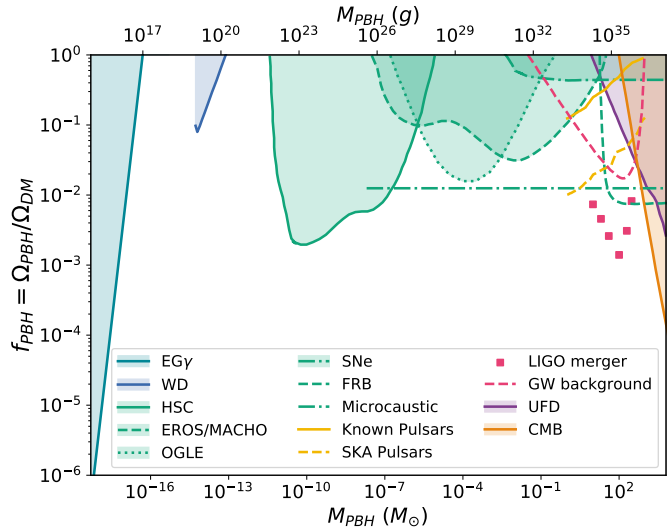 M_PBH (g)
10^17 10^20 10^23 10^26 10^29 10^32 10^35
f_PBH = Ω_PBH/Ω_DM
10^0
10^-1
10^-2
10^-3
10^-4
10^-5
10^-6
EGγ
WD
HSC
EROS/MACHO
OGLE
SNe
FRB
Microcaustic
Known Pulsars
SKA Pulsars
LIGO merger
GW background
UFD
CMB
10^-16 10^-13 10^-10 10^-7 10^-4 10^-1 10^2
M_PBH (M_⊙)